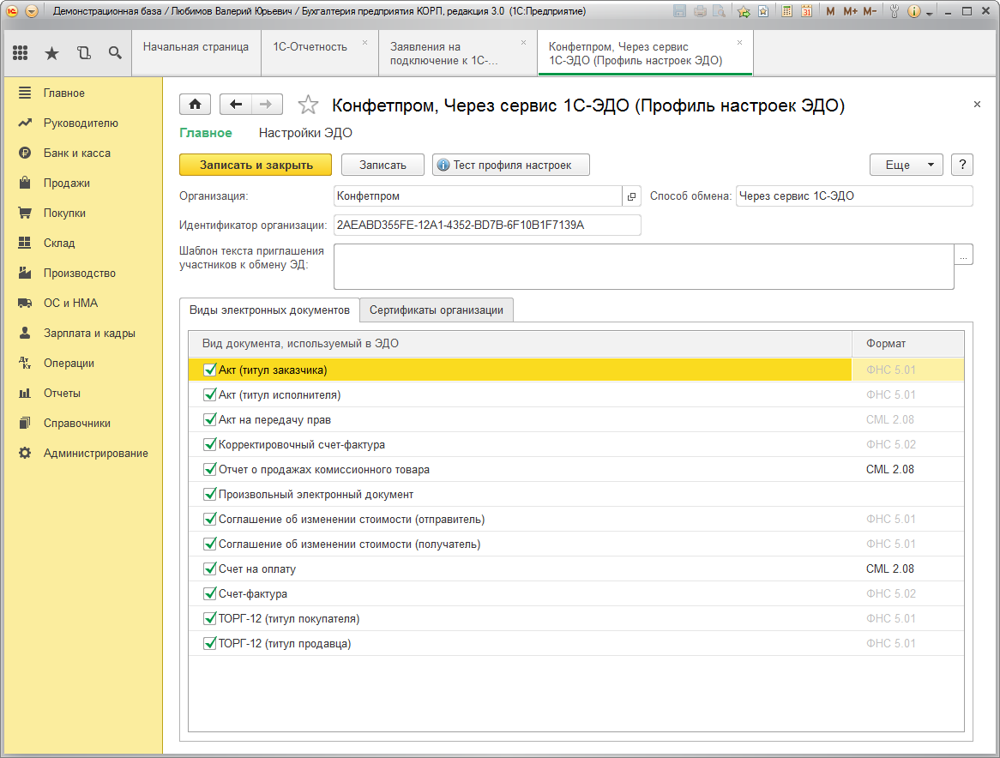 Демонстрационная база / Любимов Валерий Юрьевич / Бухгалтерия предприятия КОРП, редакция 3.0 (1С:Предприятие)
31 M M+ M-
Начальная страница
1С-Отчетность
Заявления на
подключение к 1С-...
Конфетпром, Через сервис
1С-ЭДО (Профиль настроек ЭДО)
Главное
Руководителю
Банк и касса
Продажи
Покупки
Склад
Производство
ОС и НМА
Зарплата и кадры
Операции
Отчеты
Справочники
Администрирование
Конфетпром, Через сервис 1С-ЭДО (Профиль настроек ЭДО)
Главное Настройки ЭДО
Записать и закрыть Записать Тест профиля настроек Еще ?
Организация: Конфетпром Способ обмена: Через сервис 1С-ЭДО
Идентификатор организации: 2AEABD355FE-12A1-4352-BD7B-6F10B1F7139A
Шаблон текста приглашения
участников к обмену ЭД: ...
Виды электронных документов Сертификаты организации
Вид документа, используемый в ЭДО Формат
Акт (титул заказчика) ФНС 5.01
Акт (титул исполнителя) ФНС 5.01
Акт на передачу прав CML 2.08
Корректировочный счет-фактура ФНС 5.02
Отчет о продажах комиссионного товара CML 2.08
Произвольный электронный документ
Соглашение об изменении стоимости (отправитель) ФНС 5.01
Соглашение об изменении стоимости (получатель) ФНС 5.01
Счет на оплату CML 2.08
Счет-фактура ФНС 5.02
ТОРГ-12 (титул покупателя) ФНС 5.01
ТОРГ-12 (титул продавца) ФНС 5.01